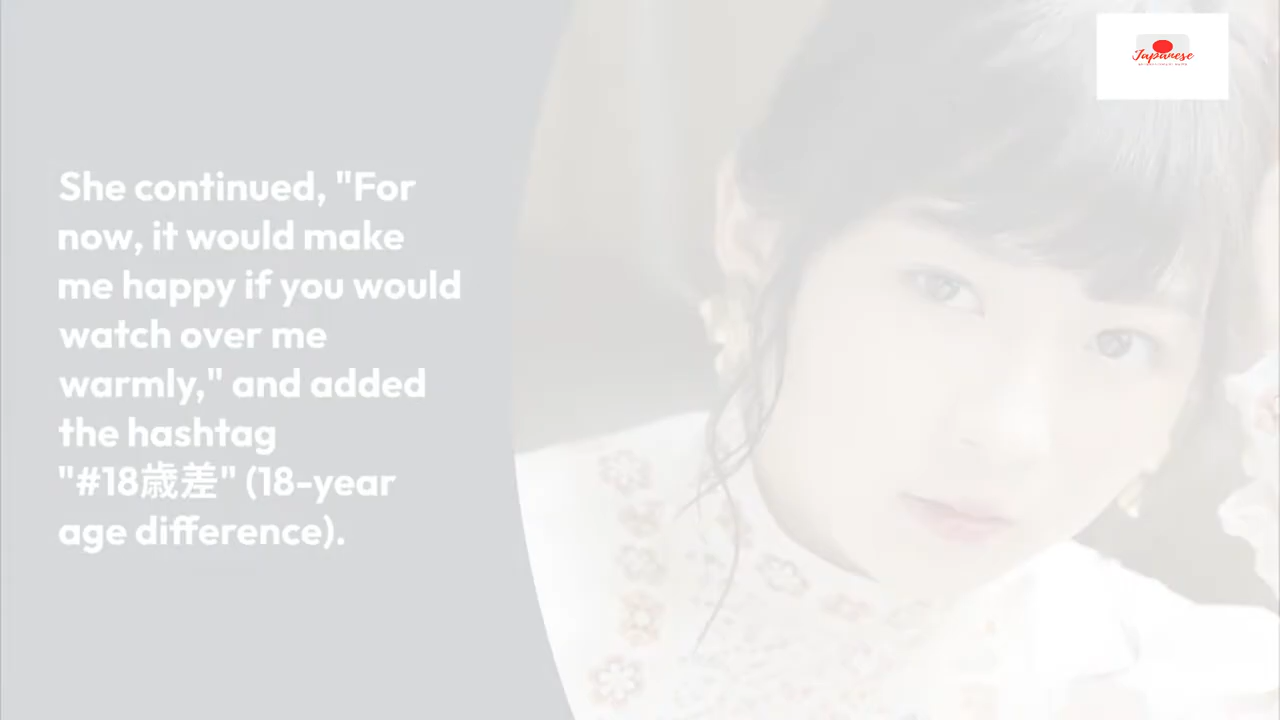 Japanese
She continued, "For
now, it would make
me happy if you would
watch over me
warmly," and added
the hashtag
"#18歳差" (18-year
age difference).